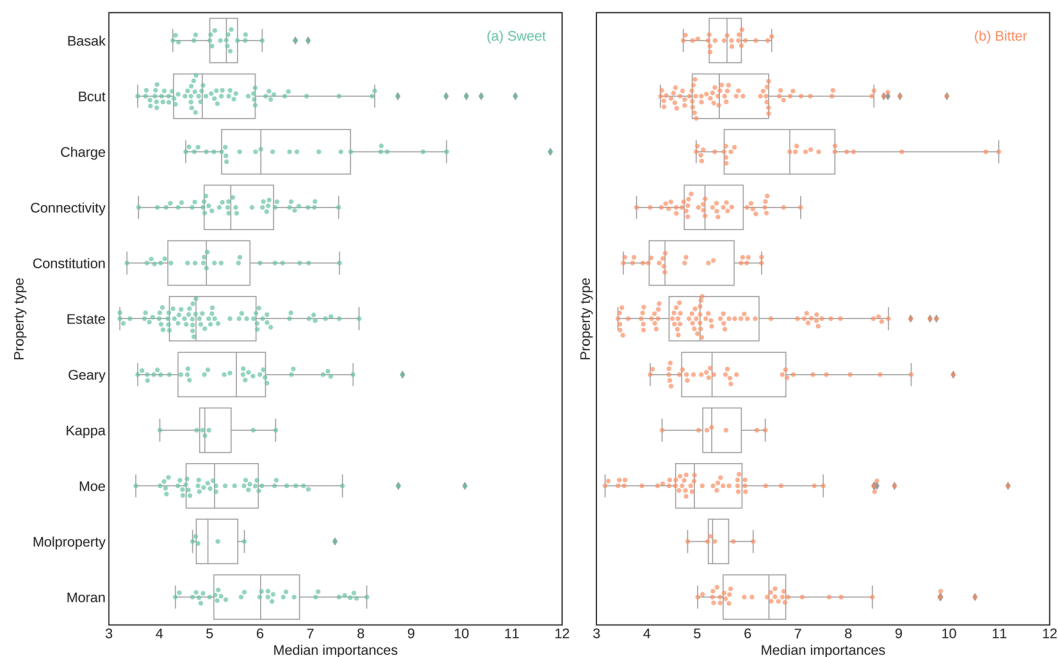 (a) Sweet
(b) Bitter
Property type
Basak
Bcut
Charge
Connectivity
Constitution
Estate
Geary
Kappa
Moe
Molproperty
Moran
3 4 5 6 7 8 9 10 11 12
Median importances
Property type
3 4 5 6 7 8 9 10 11 12
Median importances